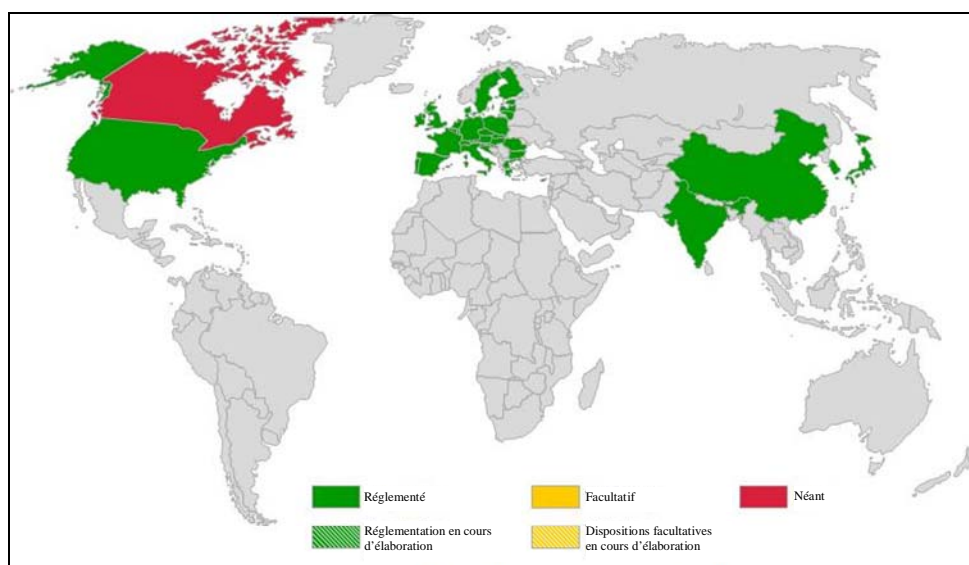 Réglementé
Facultatif
Néant
Réglementation en cours
d'élaboration
Dispositions facultatives
en cours d'élaboration